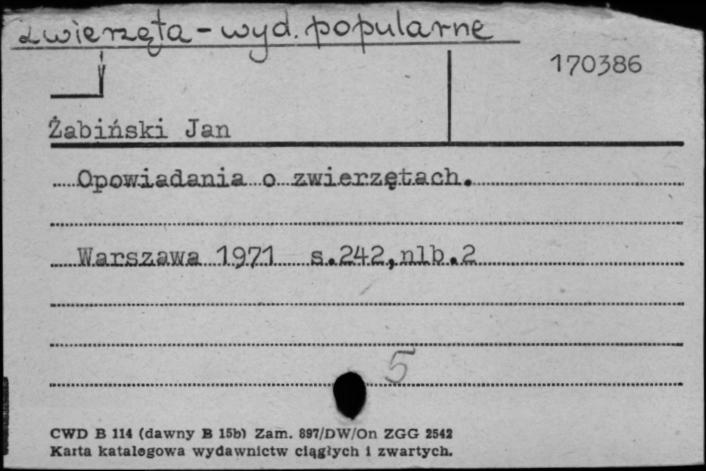 zwierzęta - wyd. popularne
170386
Żabiński Jan
Opowiadania o zwierzętach.
Warszawa 1971 s.242,nlb.2
5
CWD B 114 (dawny B 15b) Zam. 897/DW/On ZGG 2542
Karta katalogowa wydawnictw ciągłych i zwartych.